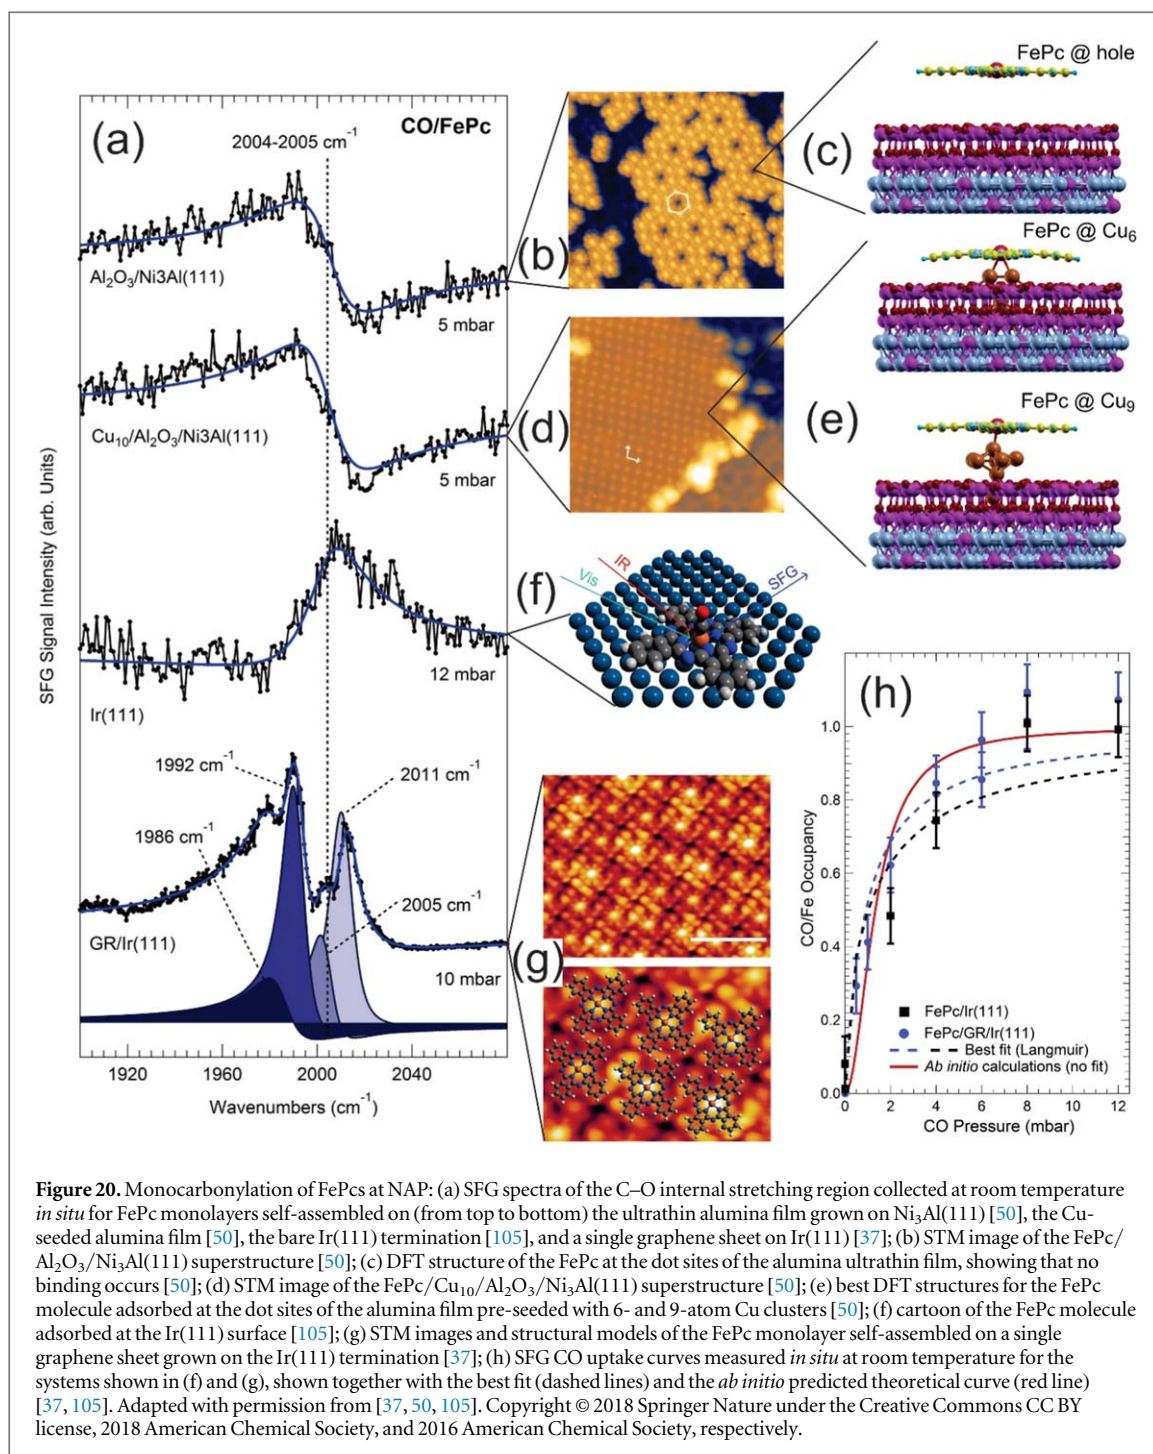 (a)
CO/FePc
2004-2005 cm⁻¹
Al₂O₃/Ni3Al(111)
5 mbar
Cu₁₀/Al₂O₃/Ni3Al(111)
5 mbar
Ir(111)
12 mbar
1992 cm⁻¹
2011 cm⁻¹
1986 cm⁻¹
2005 cm⁻¹
GR/Ir(111)
10 mbar
SFG Signal Intensity (arb. Units)
1920
1960
2000
2040
Wavenumbers (cm⁻¹)
(b)
FePc @ hole
(c)
FePc @ Cu₆
(d)
FePc @ Cu₉
(e)
(f)
Vis
IR
SFG
(g)
(h)
CO/Fe Occupancy
1.0
0.8
0.6
0.4
0.2
0.0
FePc/Ir(111)
FePc/GR/Ir(111)
Best fit (Langmuir)
Ab initio calculations (no fit)
0 2 4 6 8 10 12
CO Pressure (mbar)
Figure 20. Monocarbonylation of FePcs at NAP: (a) SFG spectra of the C–O internal stretching region collected at room temperature
in situ for FePc monolayers self-assembled on (from top to bottom) the ultrathin alumina film grown on Ni₃Al(111) [50], the Cu-
seeded alumina film [50], the bare Ir(111) termination [105], and a single graphene sheet on Ir(111) [37]; (b) STM image of the FePc/
Al₂O₃/Ni₃Al(111) superstructure [50]; (c) DFT structure of the FePc at the dot sites of the alumina ultrathin film, showing that no
binding occurs [50]; (d) STM image of the FePc/Cu₁₀/Al₂O₃/Ni₃Al(111) superstructure [50]; (e) best DFT structures for the FePc
molecule adsorbed at the dot sites of the alumina film pre-seeded with 6- and 9-atom Cu clusters [50]; (f) cartoon of the FePc molecule
adsorbed at the Ir(111) surface [105]; (g) STM images and structural models of the FePc monolayer self-assembled on a single
graphene sheet grown on the Ir(111) termination [37]; (h) SFG CO uptake curves measured in situ at room temperature for the
systems shown in (f) and (g), shown together with the best fit (dashed lines) and the ab initio predicted theoretical curve (red line)
[37, 105]. Adapted with permission from [37, 50, 105]. Copyright © 2018 Springer Nature under the Creative Commons CC BY
license, 2018 American Chemical Society, and 2016 American Chemical Society, respectively.